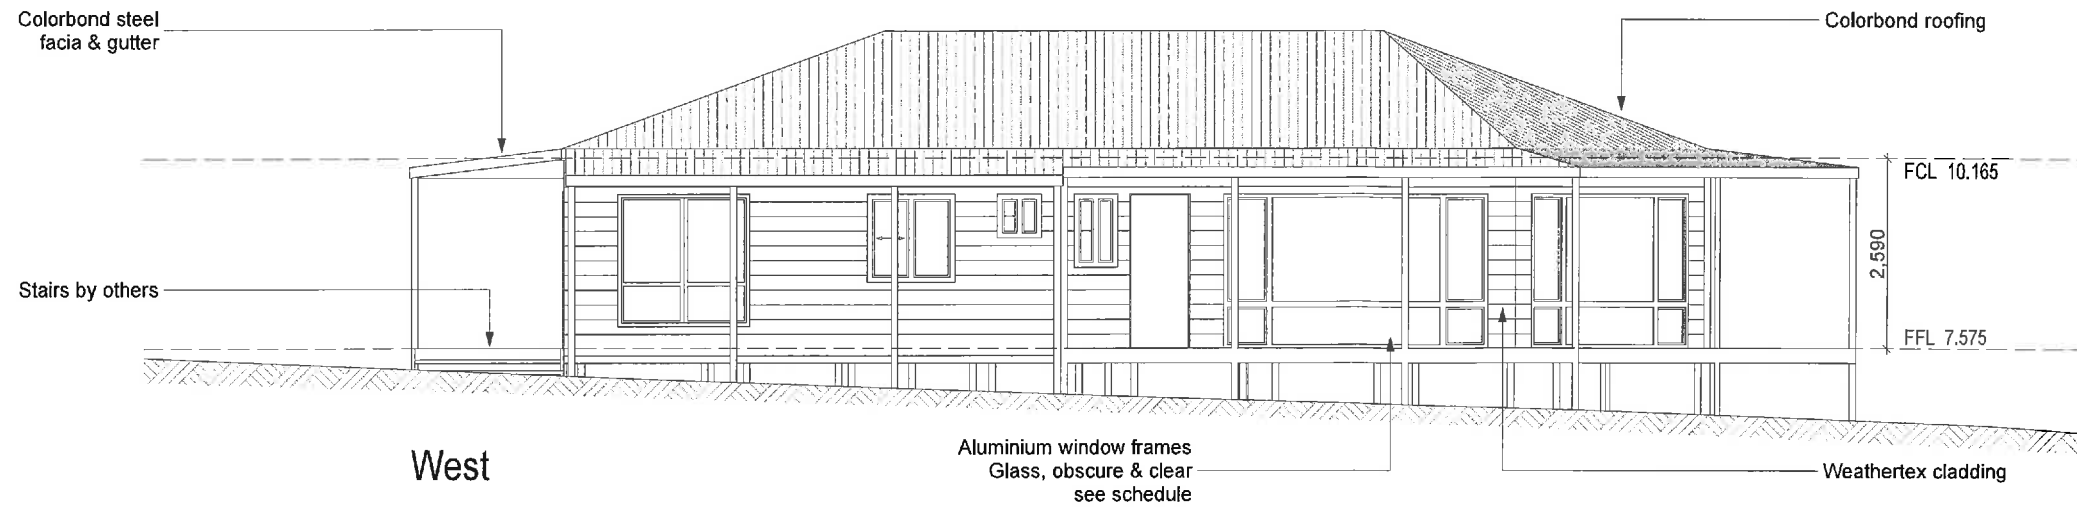 Colorbond steel
facia & gutter
Colorbond roofing
FCL 10.165
2,590
Stairs by others
FFL 7.575
Aluminium window frames
Glass, obscure & clear
see schedule
Weathertex cladding
West